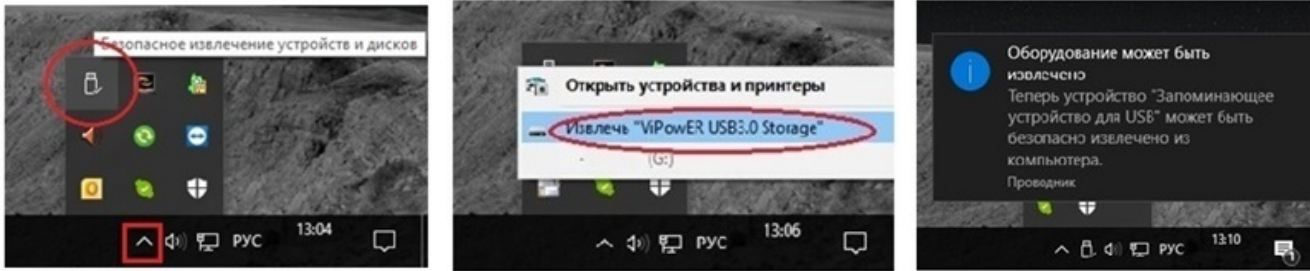 Безопасное извлечение устройств и дисков
РУС
13:04
Открыть устройства и принтеры
Извлечь "ViPowER USB3.0 Storage"
(G:)
РУС
13:06
Оборудование может быть
извлечено
Теперь устройство "Запоминающее
устройство для USB" может быть
безопасно извлечено из
компьютера.
Проводник
РУС
13:10
1